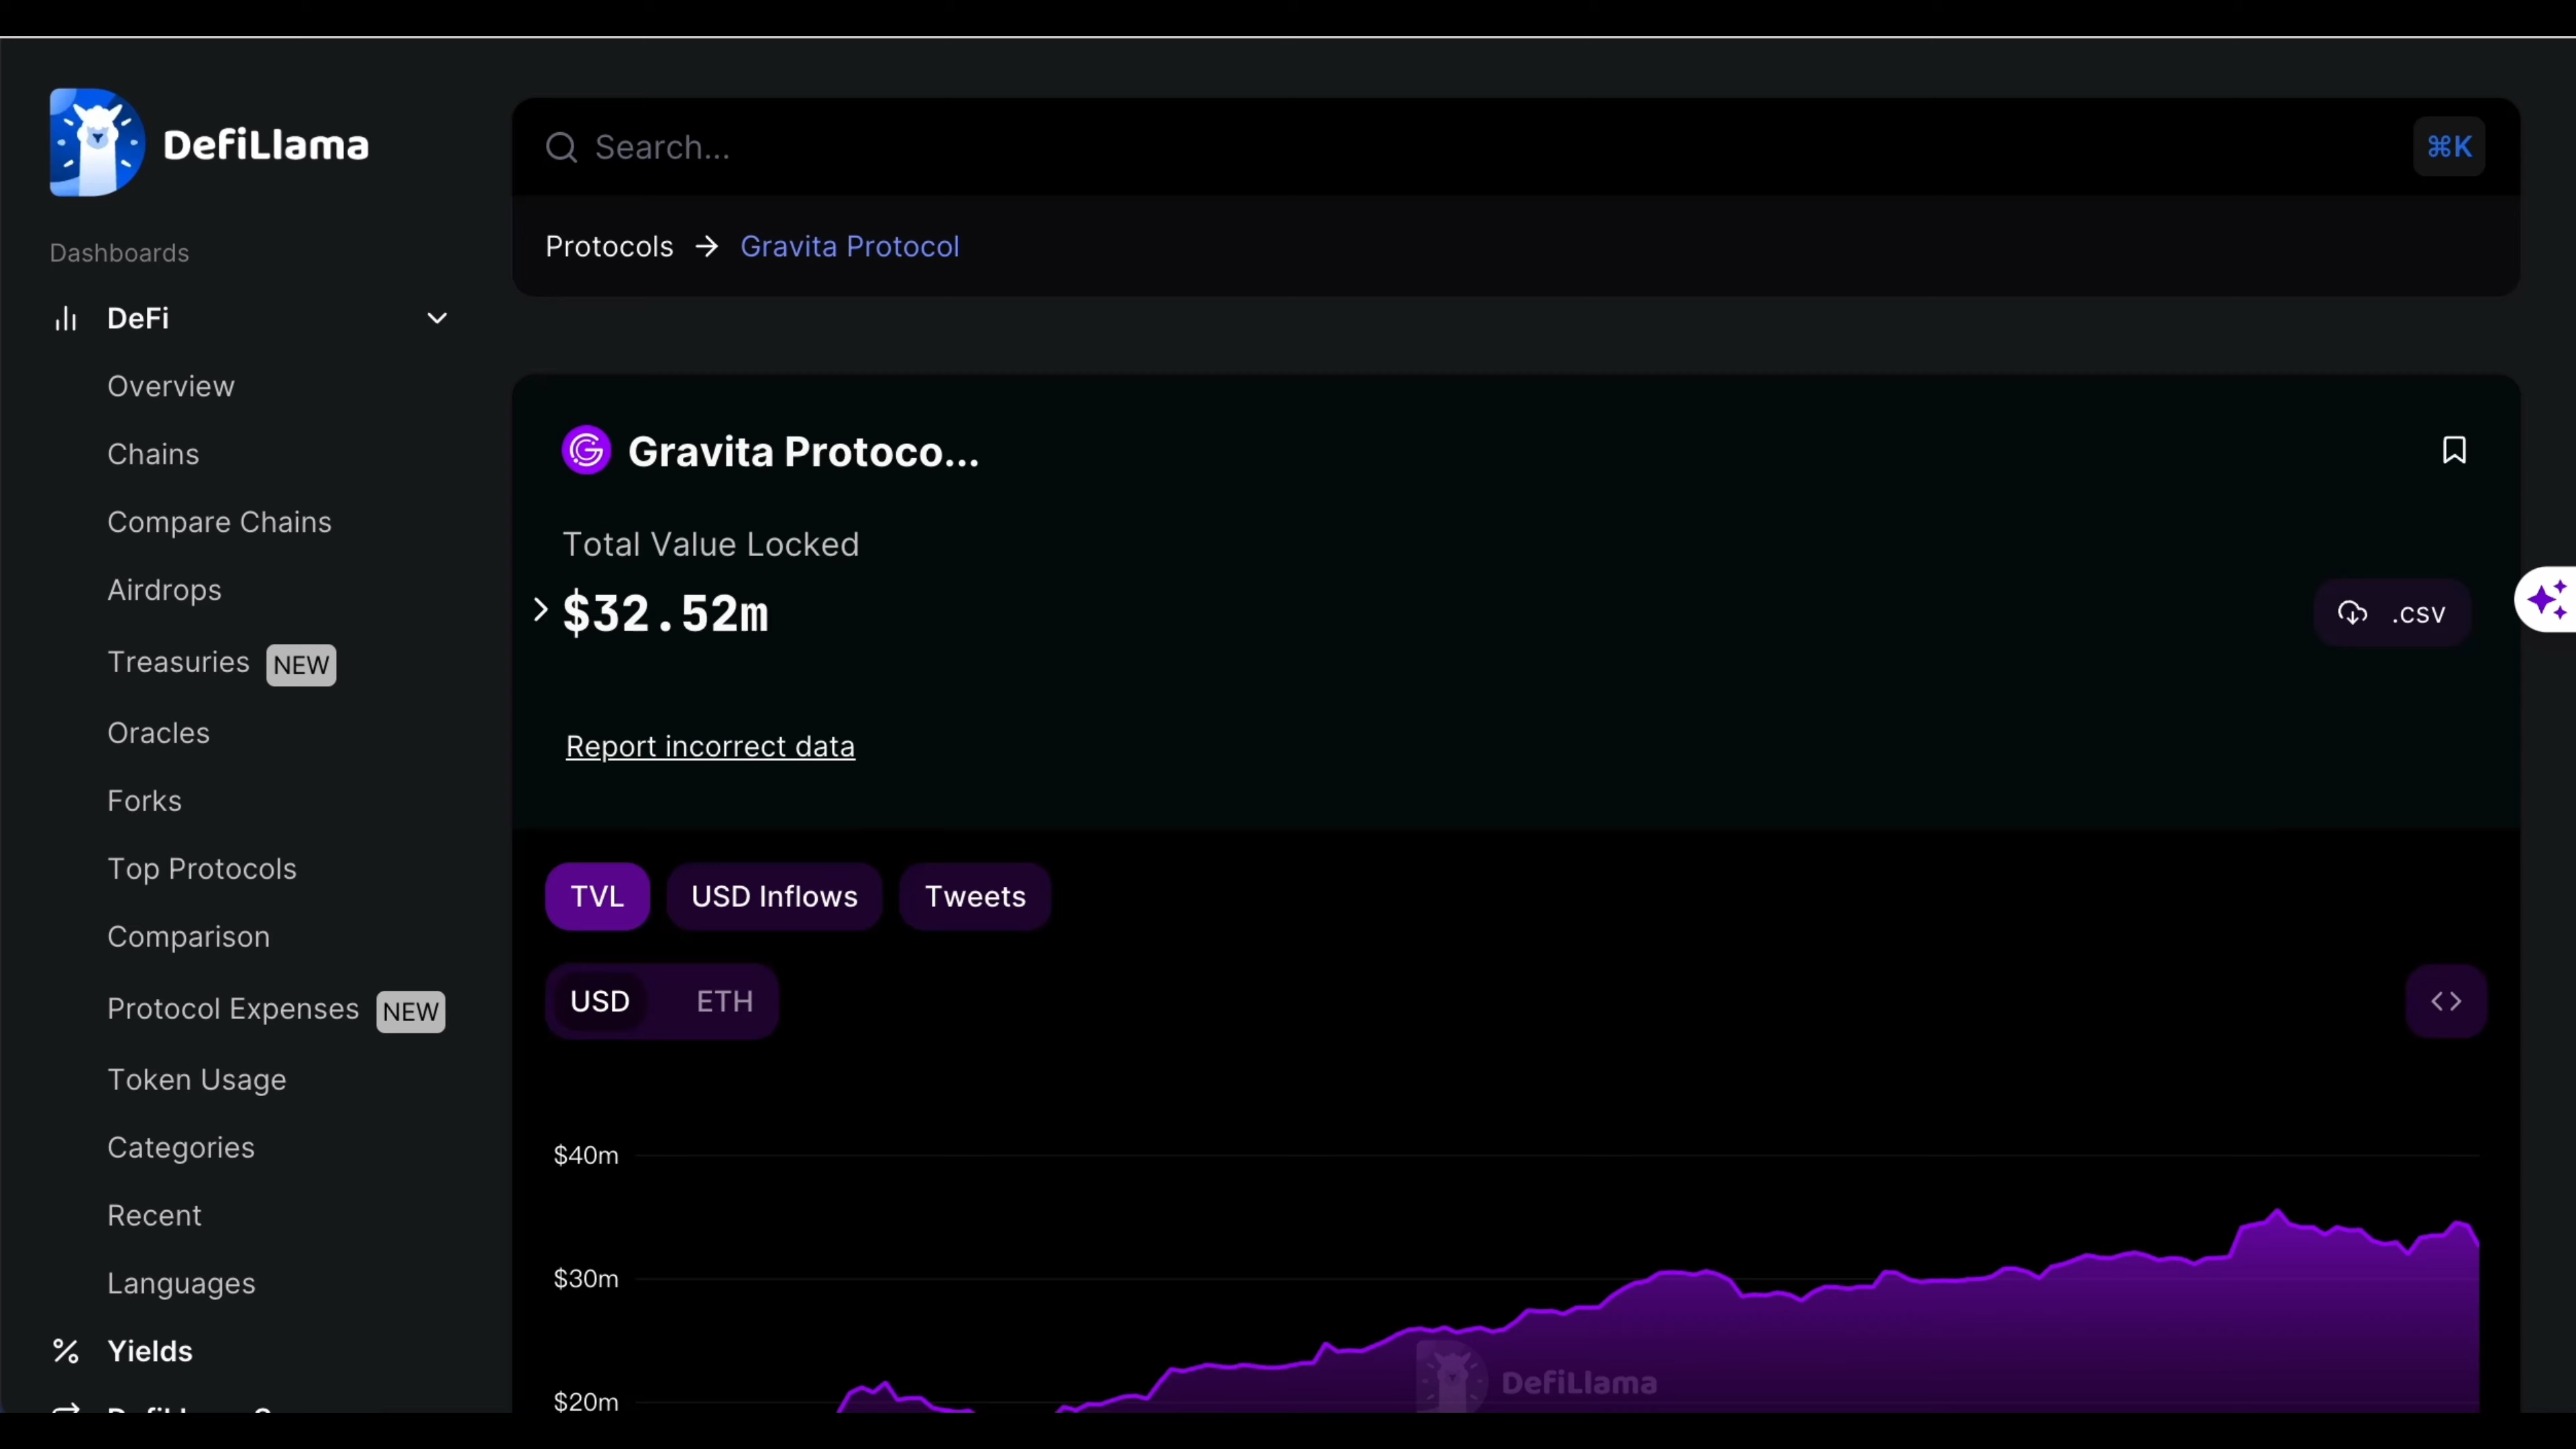 DefiLlama
Dashboards
DeFi
Overview
Chains
Compare Chains
Airdrops
Treasuries NEW
Oracles
Forks
Top Protocols
Comparison
Protocol Expenses NEW
Token Usage
Categories
Recent
Languages
Yields
Search...
⌘K
Protocols → Gravita Protocol
Gravita Protoco...
Total Value Locked
$32.52m
.csv
Report incorrect data
TVL USD Inflows Tweets
USD ETH
$40m
$30m
$20m
DefiLlama